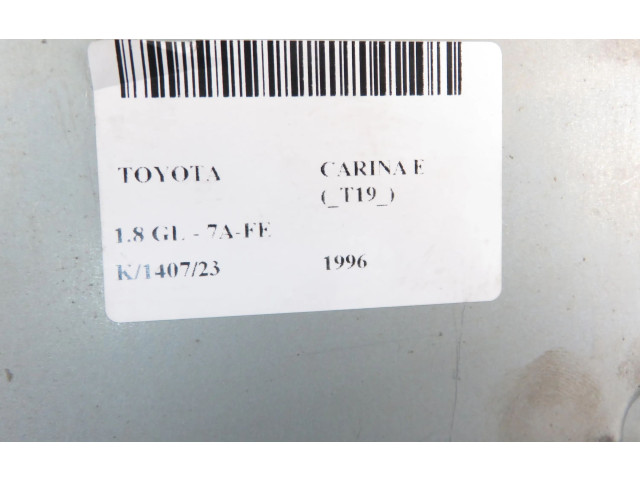 TOYOTA CARINA E
(_T19_)
1.8 GL - 7A-FE
K/1407/23 1996